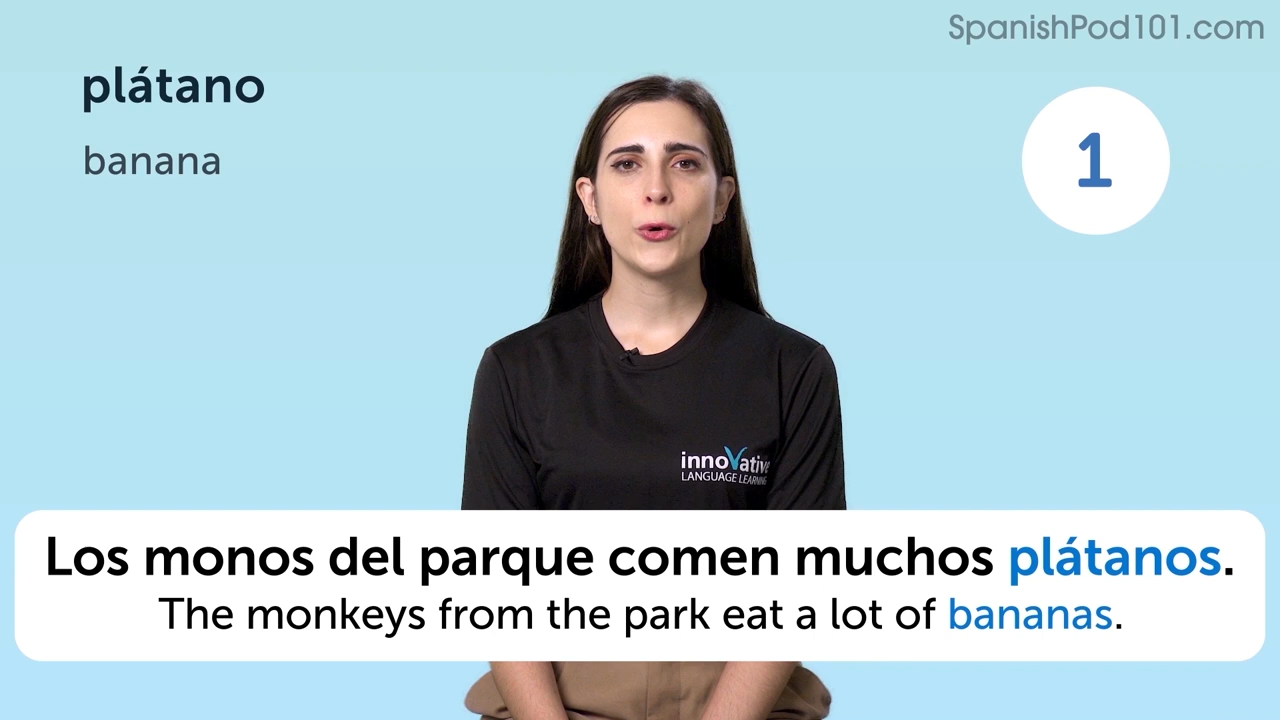 SpanishPod101.com
plátano
banana
1
innovative
LANGUAGE LEARNING
Los monos del parque comen muchos plátanos.
The monkeys from the park eat a lot of bananas.